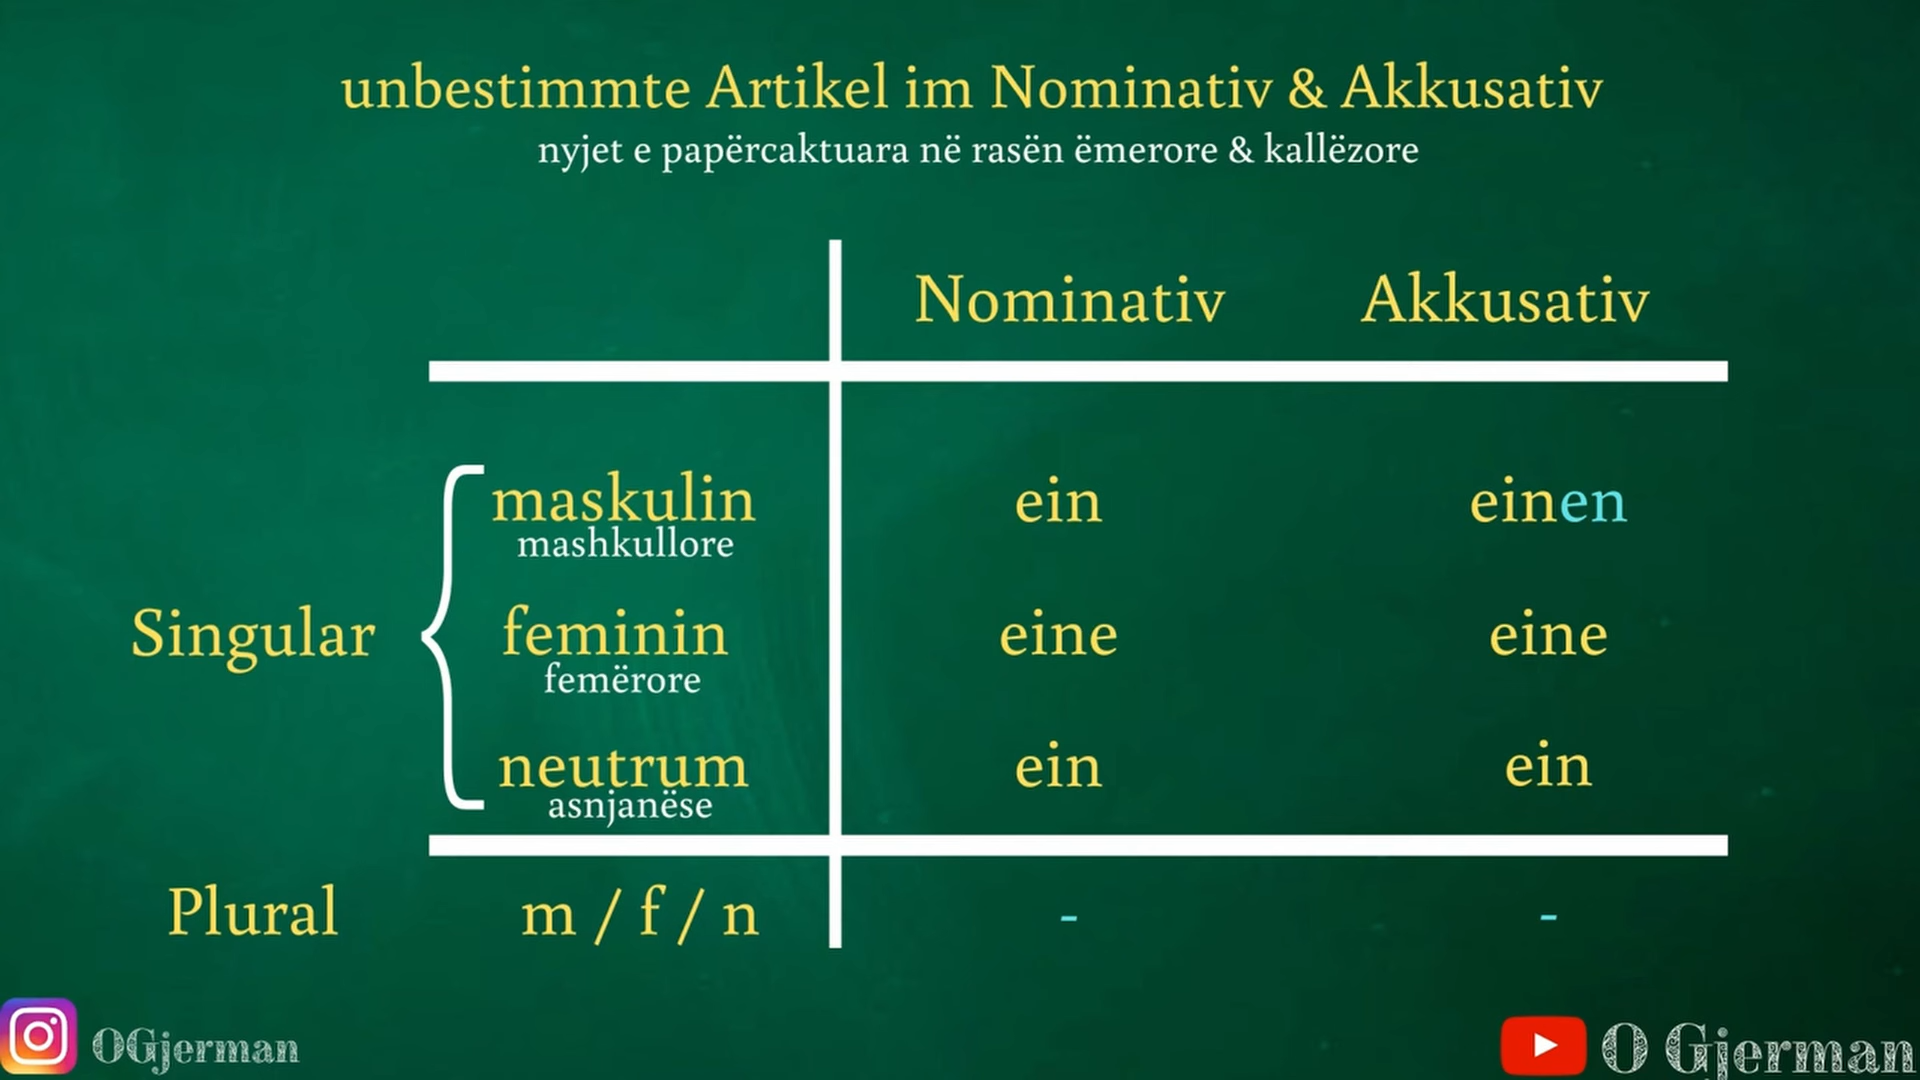 unbestimmte Artikel im Nominativ & Akkusativ
nyjet e papërcaktuara në rasën ëmerore & kallëzore
Nominativ Akkusativ
maskulin ein einen
mashkullore
Singular feminin eine eine
femërore
neutrum ein ein
asnjanëse
Plural m / f / n - -
OGjerman O Gjerman